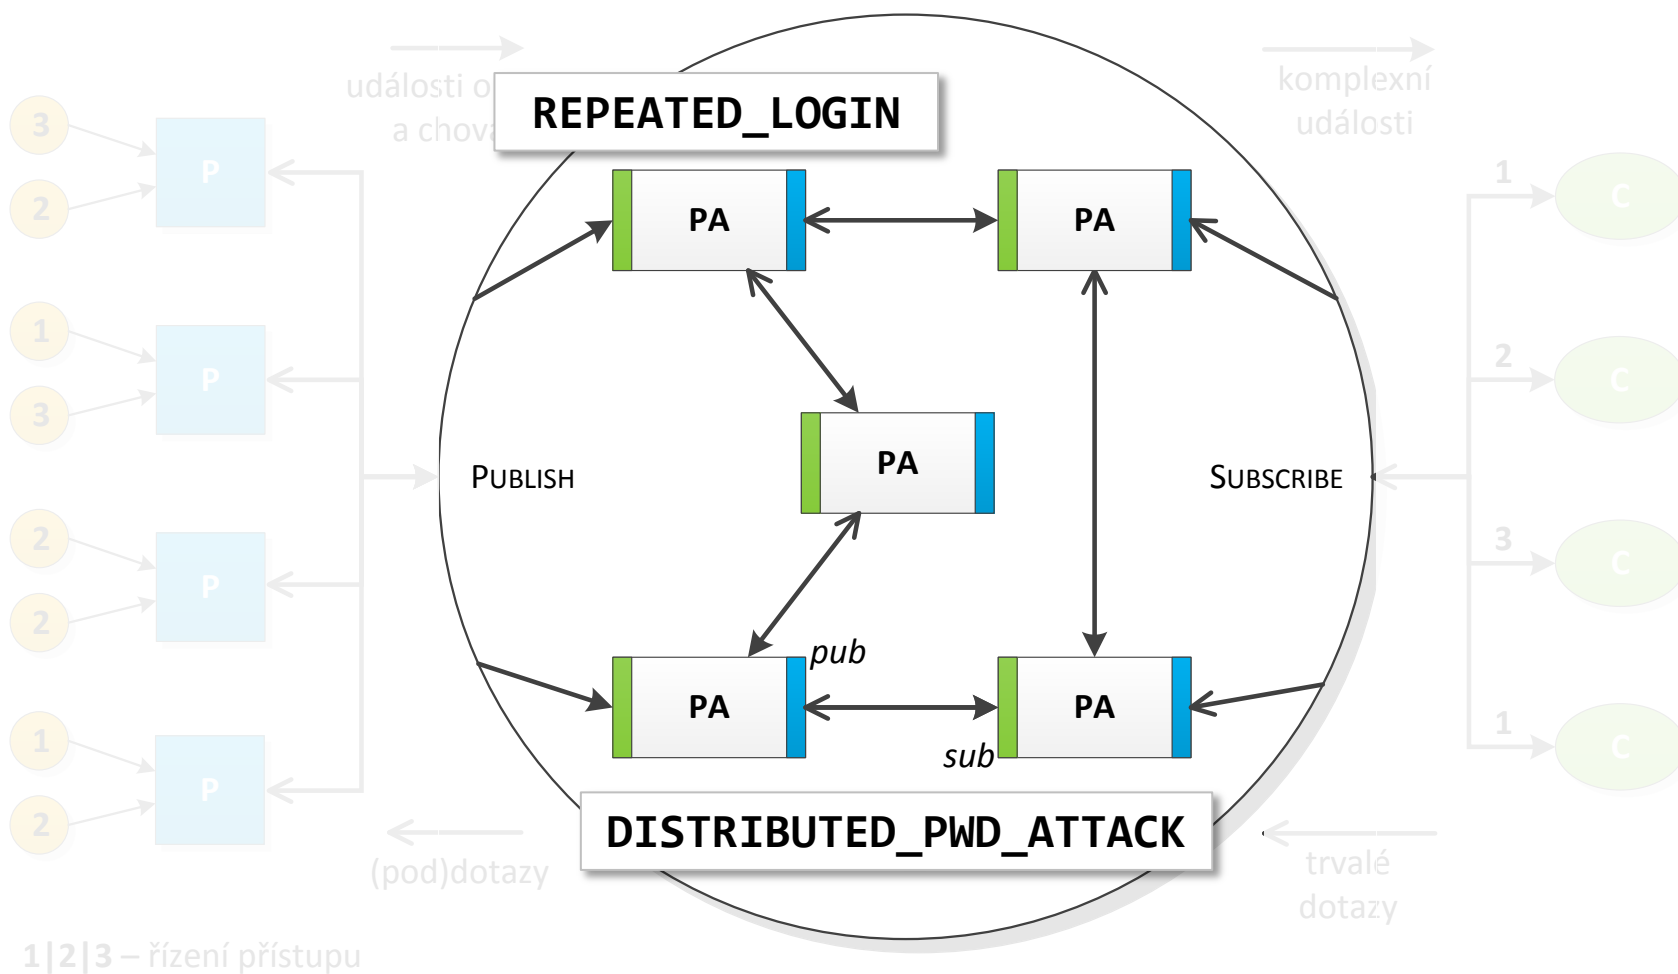 události o
a chova
komplexní
události
REPEATED_LOGIN
3
2
P
PA
PA
1
C
1
3
P
2
C
PUBLISH
PA
SUBSCRIBE
2
2
P
3
C
pub
PA
PA
sub
1
2
P
1
C
DISTRIBUTED_PWD_ATTACK
(pod)dotazy
trvalé
dotazy
1|2|3 – řízení přístupu